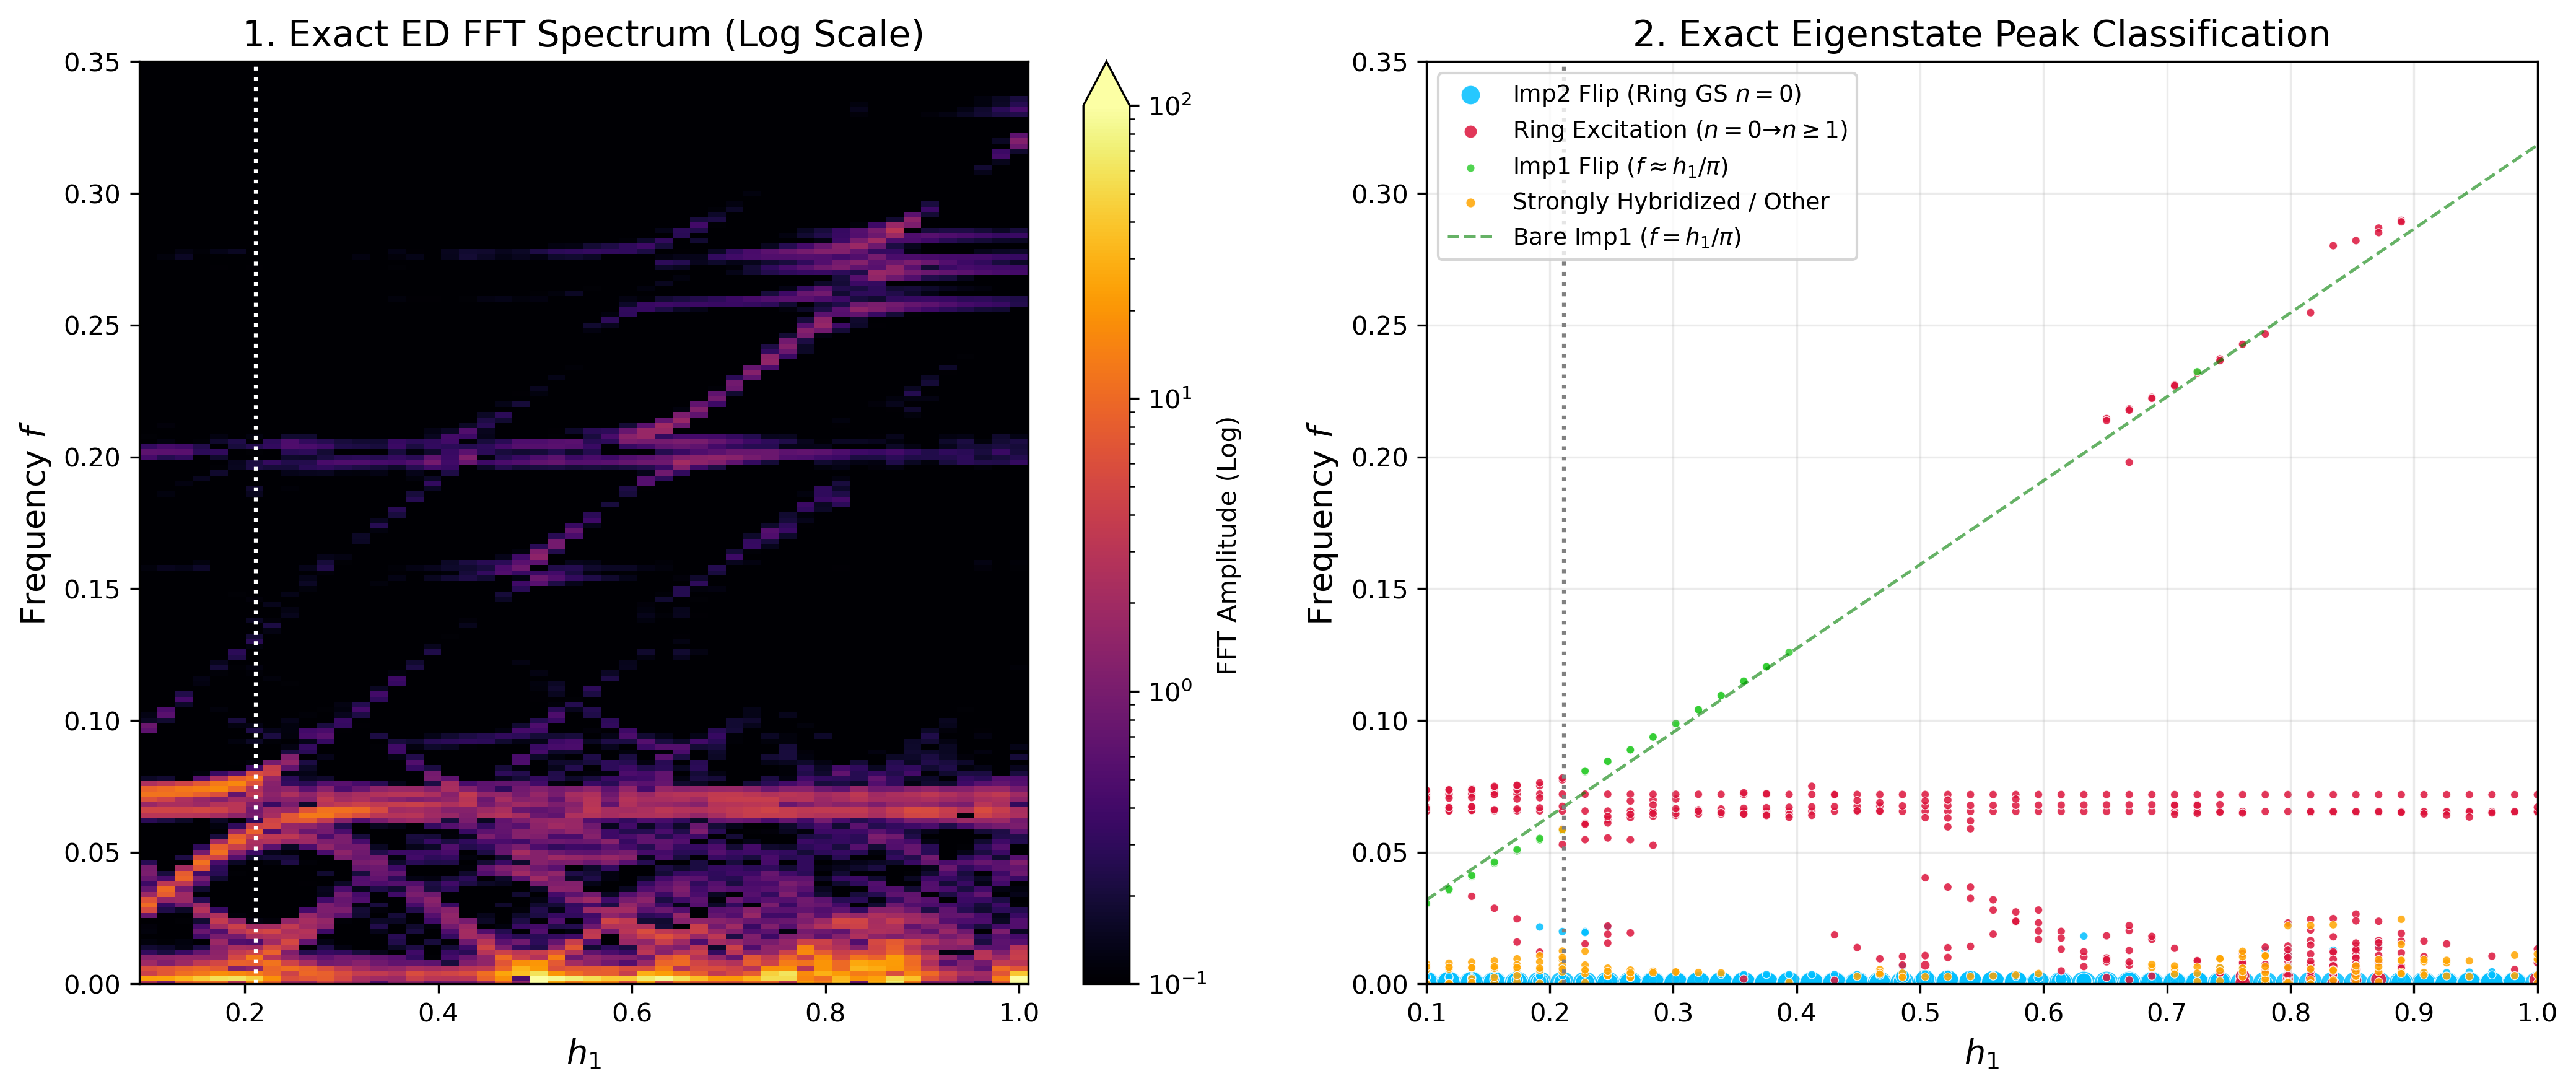 1. Exact ED FFT Spectrum (Log Scale)
Frequency f
0.35
0.30
0.25
0.20
0.15
0.10
0.05
0.00
0.2
0.4
0.6
0.8
1.0
h₁
10²
10¹
10⁰
10⁻¹
FFT Amplitude (Log)
2. Exact Eigenstate Peak Classification
Frequency f
0.35
0.30
0.25
0.20
0.15
0.10
0.05
0.00
Imp2 Flip (Ring GS n = 0)
Ring Excitation (n = 0→n ≥ 1)
Imp1 Flip (f ≈ h₁/π)
Strongly Hybridized / Other
Bare Imp1 (f = h₁/π)
0.1
0.2
0.3
0.4
0.5
0.6
0.7
0.8
0.9
1.0
h₁